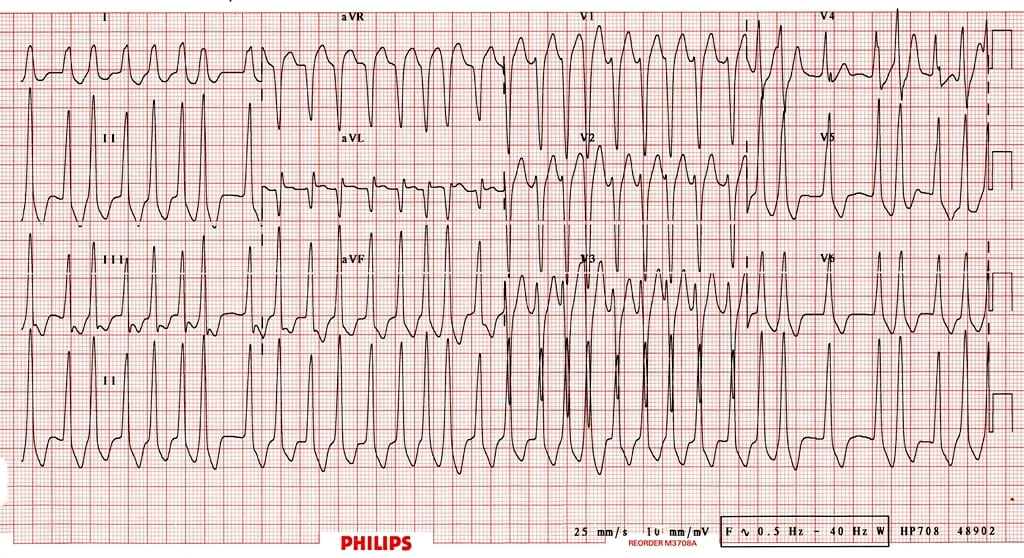 I aVR V1 V4
II aVL V2 V5
III aVF V3 V6
II
25 mm/s 10 mm/mV F ∿ 0.5 Hz - 40 Hz W HP708 48902
PHILIPS REORDER M3708A